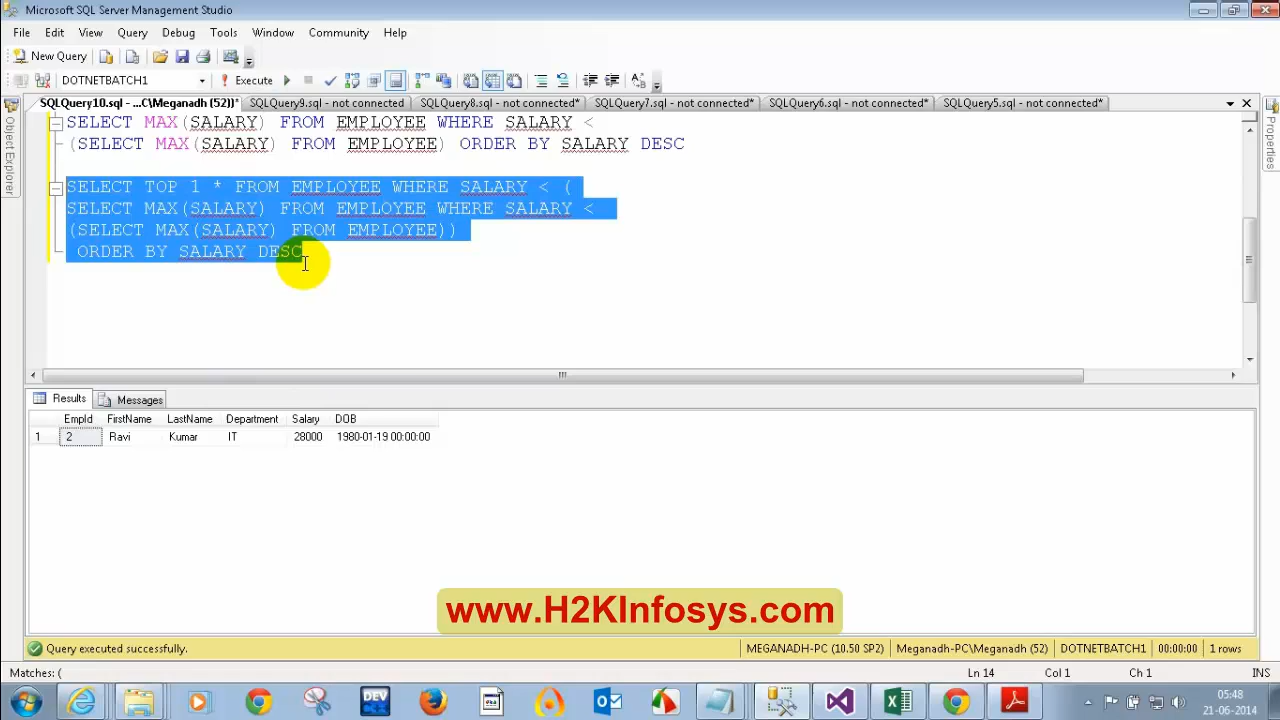 Microsoft SQL Server Management Studio
File Edit View Query Debug Tools Window Community Help
New Query
DOTNETBATCH1 Execute
SQLQuery10.sql - ...C\Meganadh (52))* SQLQuery9.sql - not connected SQLQuery8.sql - not connected* SQLQuery7.sql - not connected* SQLQuery6.sql - not connected* SQLQuery5.sql - not connected*
Object Explorer
Properties
SELECT MAX(SALARY) FROM EMPLOYEE WHERE SALARY <
(SELECT MAX(SALARY) FROM EMPLOYEE) ORDER BY SALARY DESC
SELECT TOP 1 * FROM EMPLOYEE WHERE SALARY < (
SELECT MAX(SALARY) FROM EMPLOYEE WHERE SALARY <
(SELECT MAX(SALARY) FROM EMPLOYEE))
ORDER BY SALARY DESC
Results Messages
EmpId FirstName LastName Department Salary DOB
1 2 Ravi Kumar IT 28000 1980-01-19 00:00:00
www.H2KInfosys.com
Query executed successfully. MEGANADH-PC (10.50 SP2) Meganadh-PC\Meganadh (52) DOTNETBATCH1 00:00:00 1 rows
Matches: ( Ln 14 Col 1 Ch 1 INS
DEV
05:48
21-06-2014